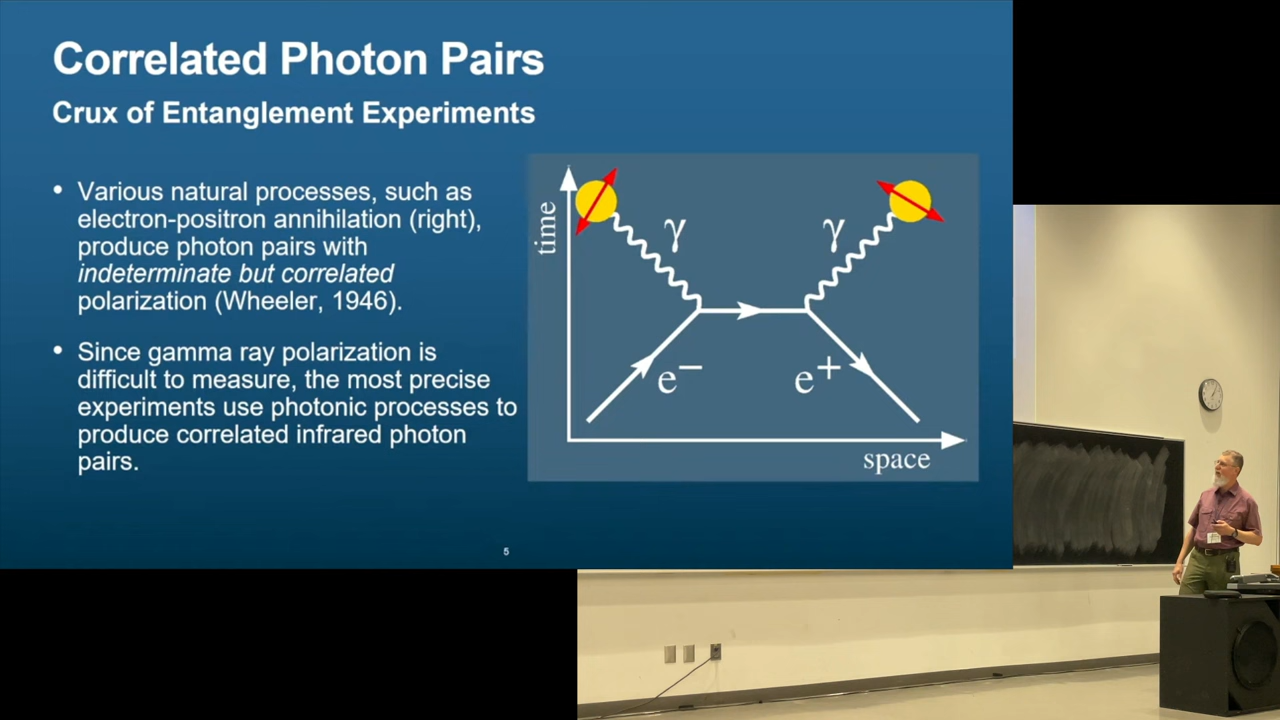 Correlated Photon Pairs
Crux of Entanglement Experiments
• Various natural processes, such as
electron-positron annihilation (right),
produce photon pairs with
indeterminate but correlated
polarization (Wheeler, 1946).
• Since gamma ray polarization is
difficult to measure, the most precise
experiments use photonic processes to
produce correlated infrared photon
pairs.
time
γ
γ
e−
e+
space
5